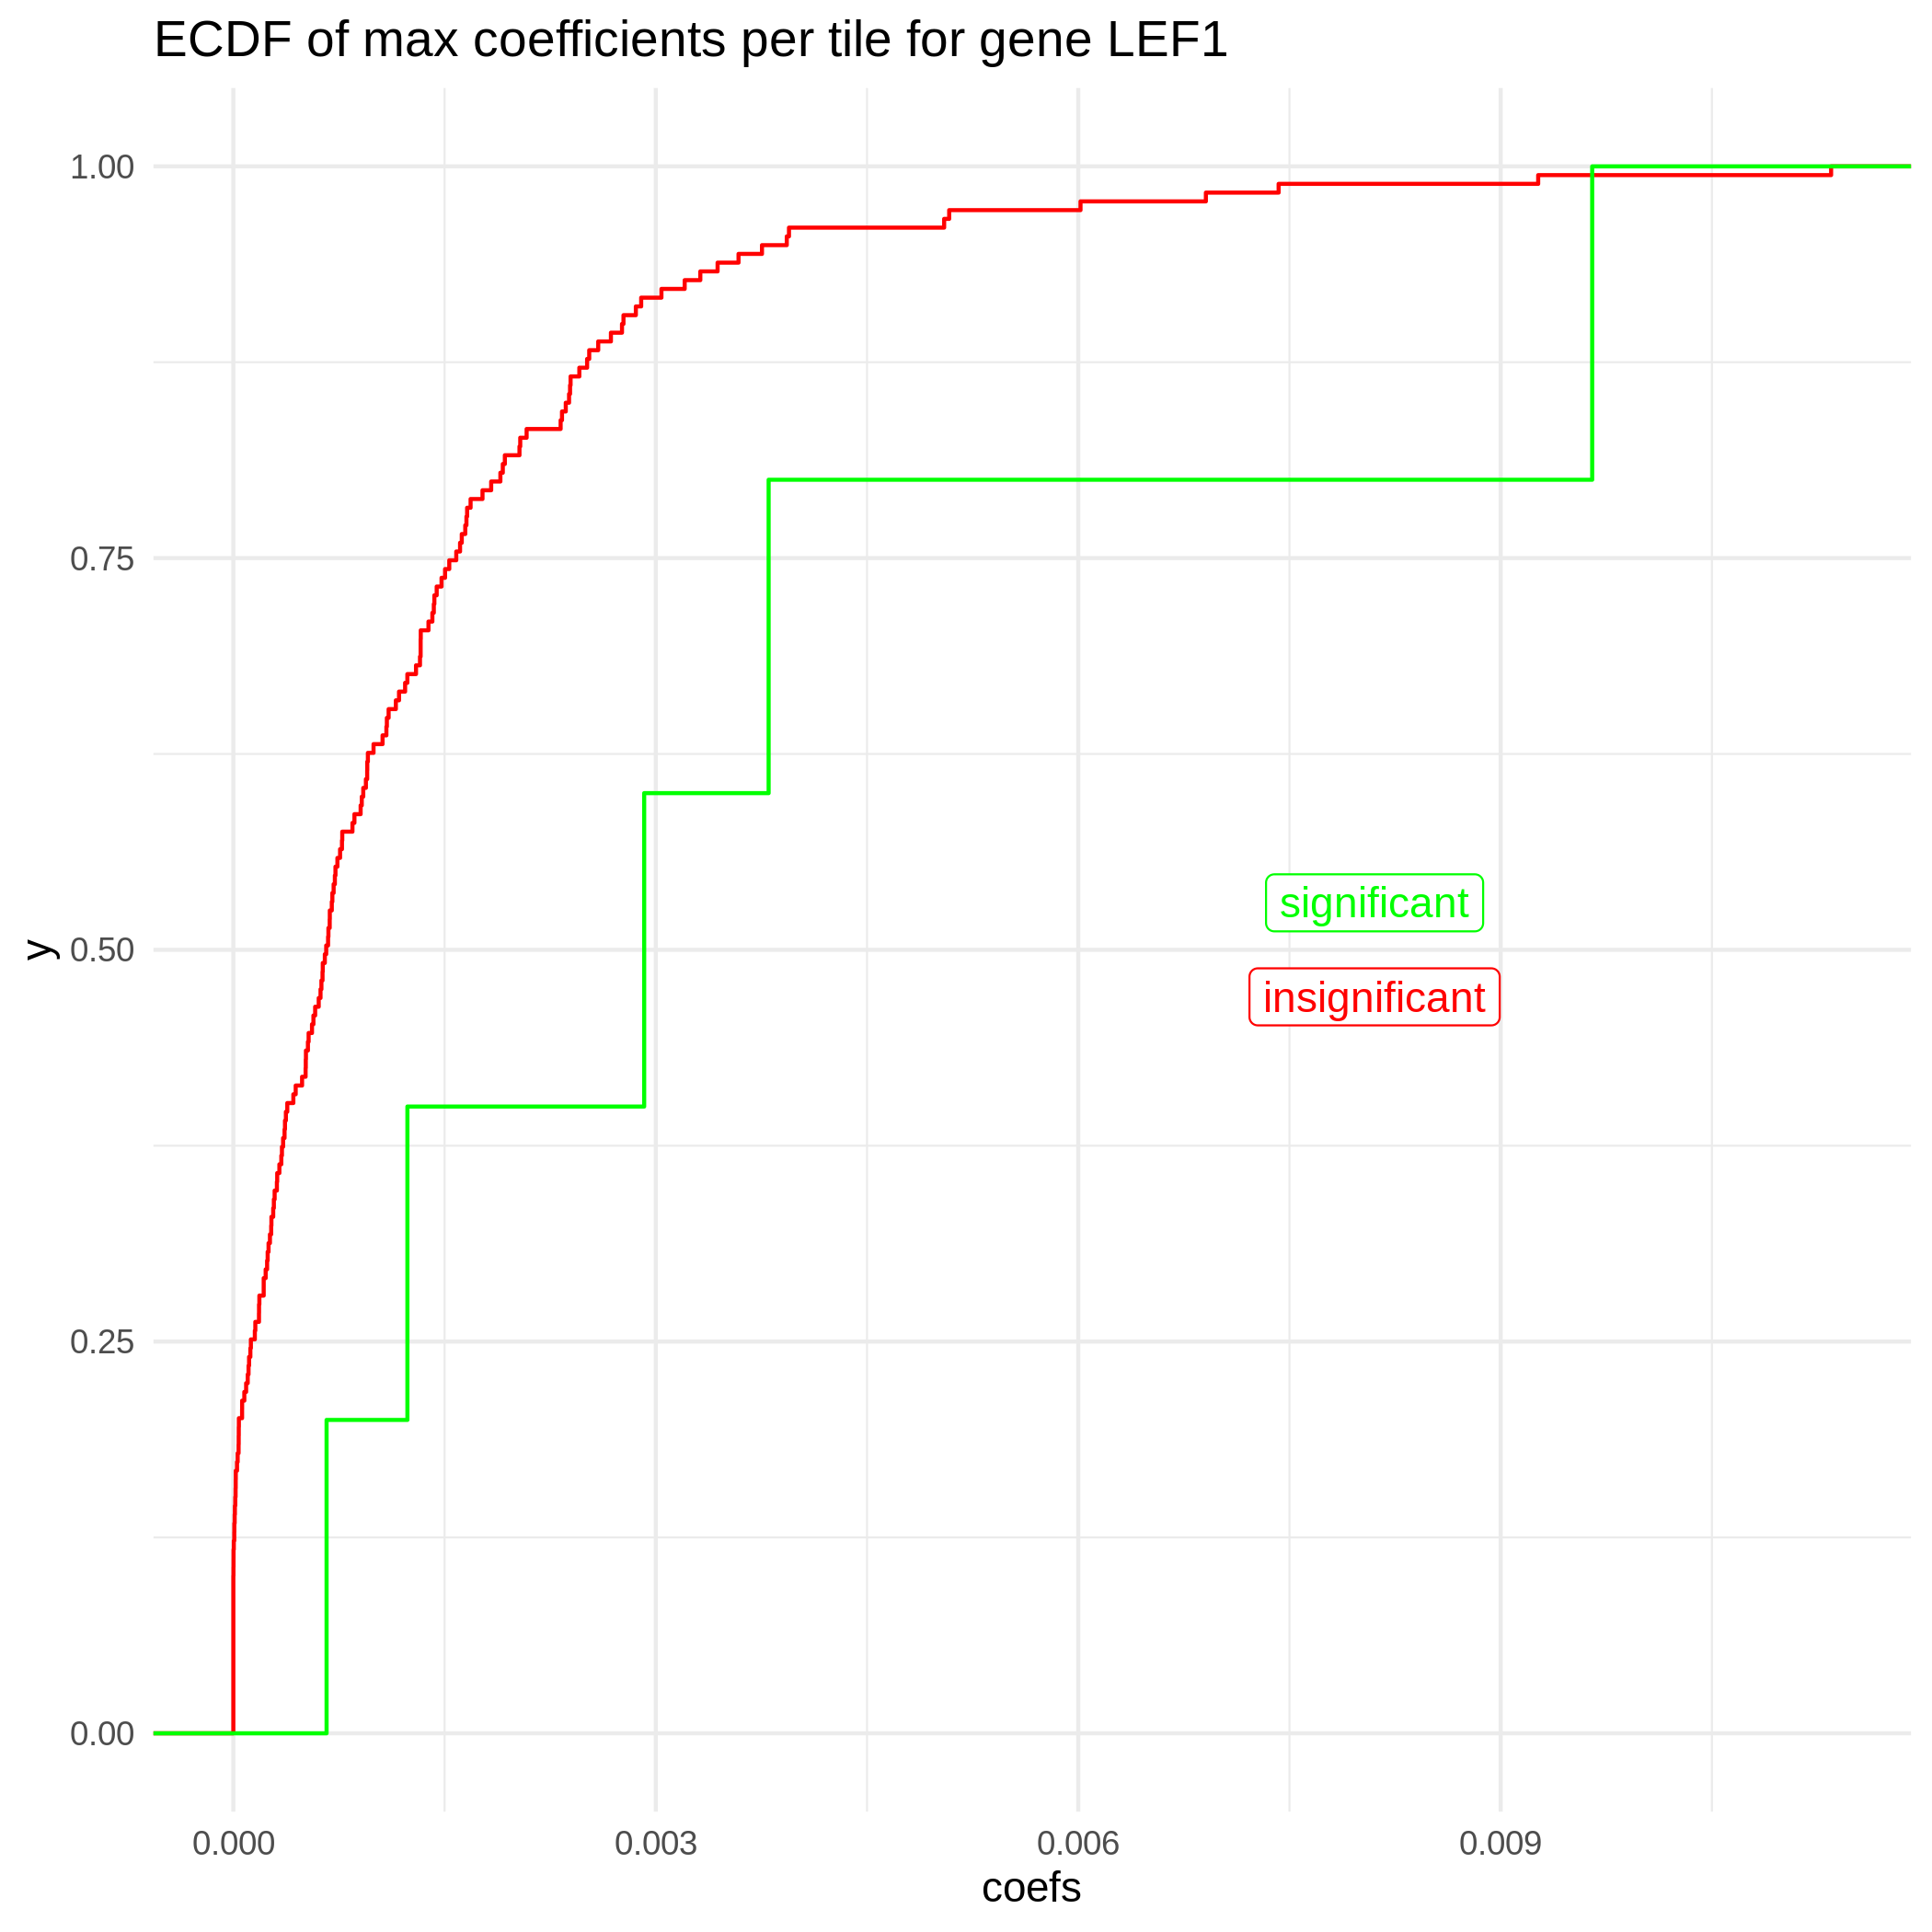 ECDF of max coefficients per tile for gene LEF1
1.00
0.75
0.50
0.25
0.00
y
significant
insignificant
0.000 0.003 0.006 0.009
coefs